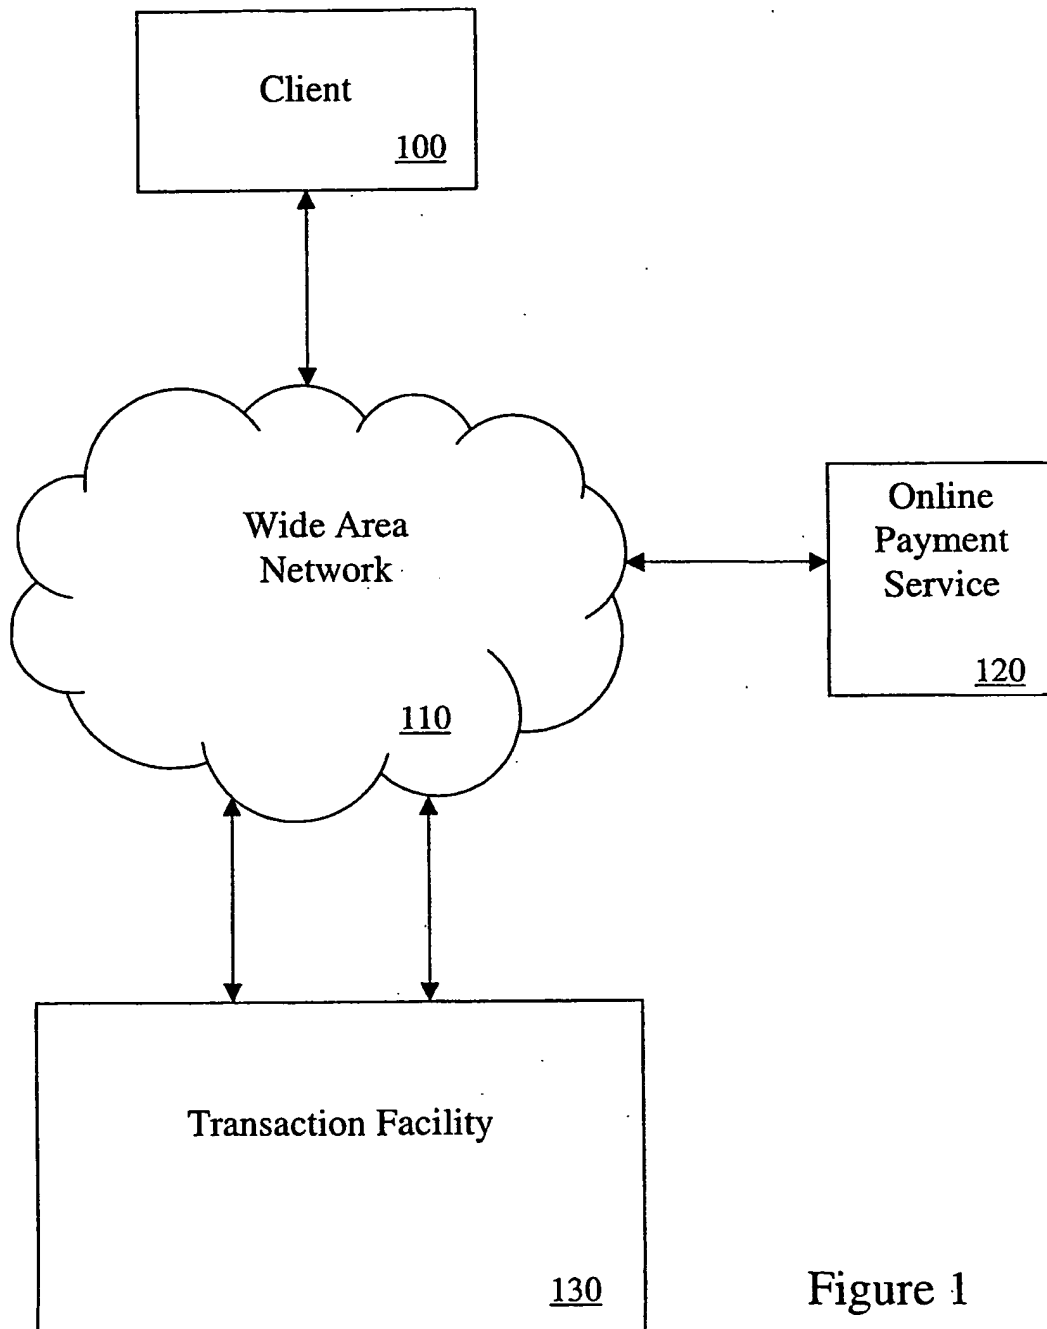 Client
100
Wide Area
Network
110
Online
Payment
Service
120
Transaction Facility
130
Figure 1